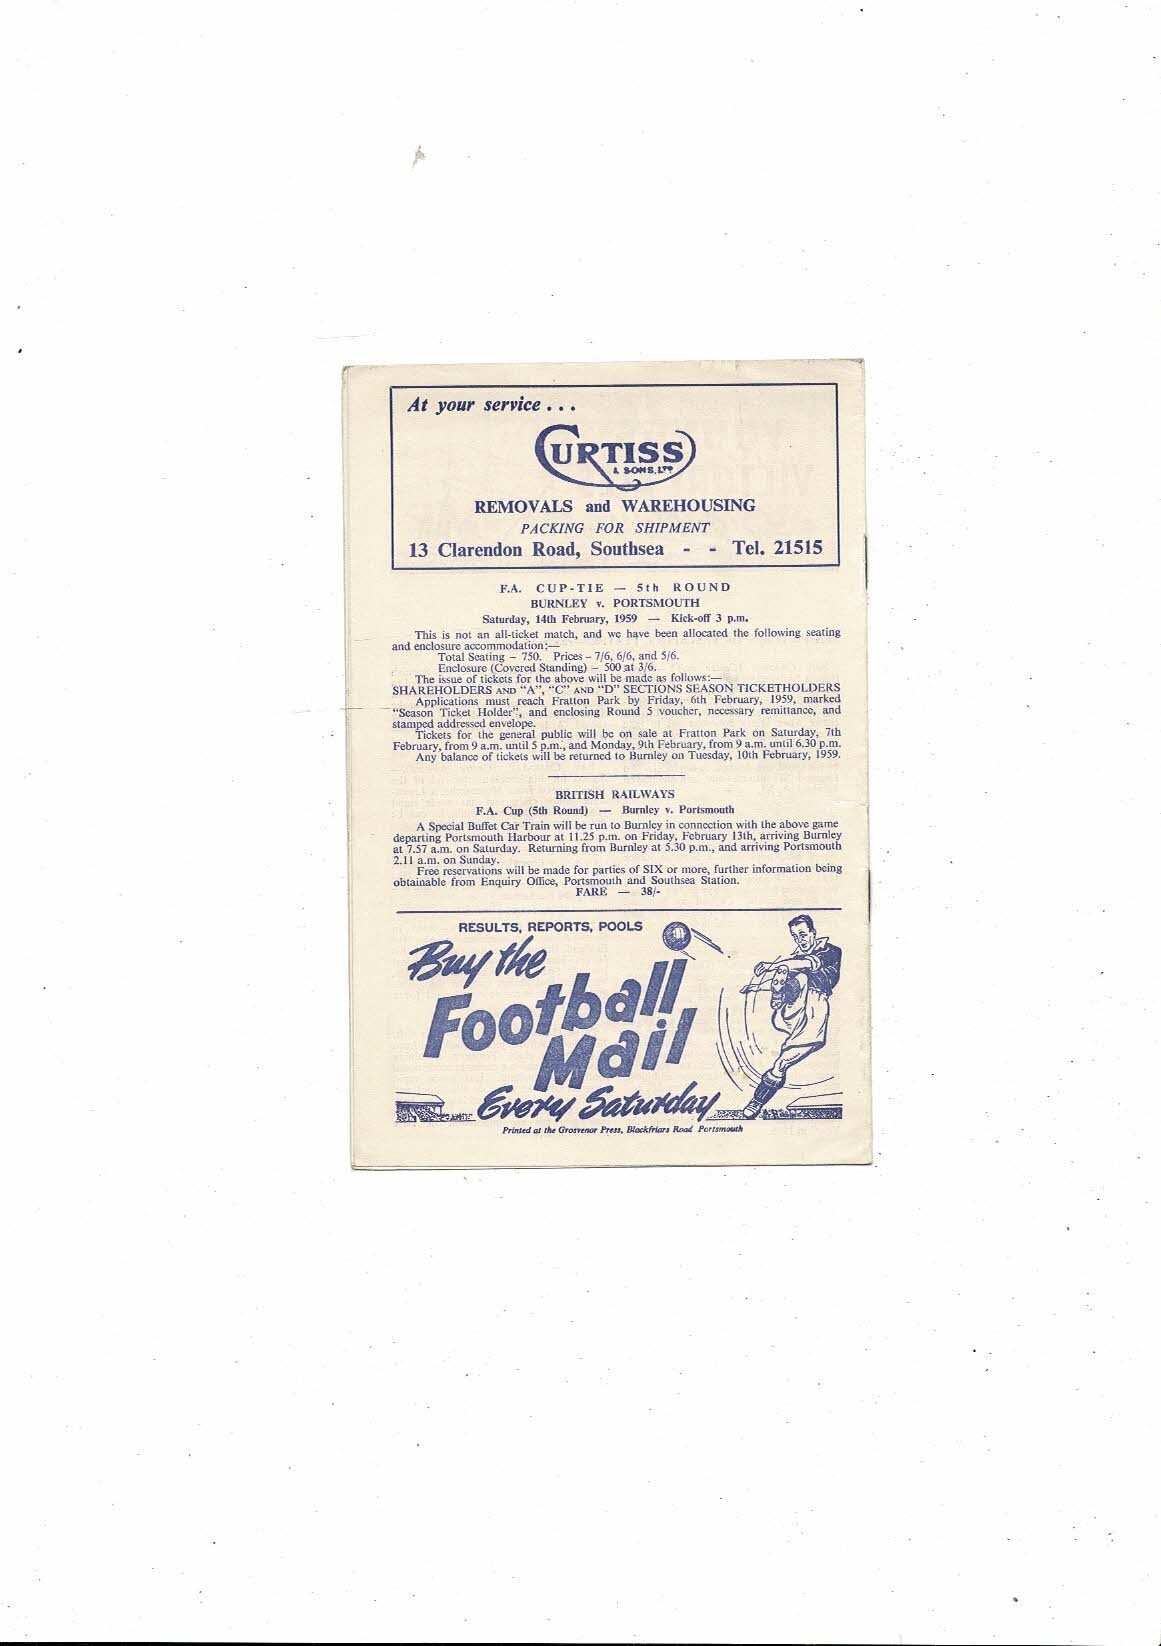 At your service . . .
CURTISS
& SONS. LTD
REMOVALS and WAREHOUSING
PACKING FOR SHIPMENT
13 Clarendon Road, Southsea - - Tel. 21515
F.A. CUP-TIE — 5th ROUND
BURNLEY v. PORTSMOUTH
Saturday, 14th February, 1959 — Kick-off 3 p.m.
This is not an all-ticket match, and we have been allocated the following seating
and enclosure accommodation:—
Total Seating – 750. Prices – 7/6, 6/6, and 5/6.
Enclosure (Covered Standing) – 500 at 3/6.
The issue of tickets for the above will be made as follows:—
SHAREHOLDERS AND "A", "C" AND "D" SECTIONS SEASON TICKETHOLDERS
Applications must reach Fratton Park by Friday, 6th February, 1959, marked
"Season Ticket Holder", and enclosing Round 5 voucher, necessary remittance, and
stamped addressed envelope.
Tickets for the general public will be on sale at Fratton Park on Saturday, 7th
February, from 9 a.m. until 5 p.m., and Monday, 9th February, from 9 a.m. until 6.30 p.m.
Any balance of tickets will be returned to Burnley on Tuesday, 10th February, 1959.
BRITISH RAILWAYS
F.A. Cup (5th Round) — Burnley v. Portsmouth
A Special Buffet Car Train will be run to Burnley in connection with the above game
departing Portsmouth Harbour at 11.25 p.m. on Friday, February 13th, arriving Burnley
at 7.57 a.m. on Saturday. Returning from Burnley at 5.30 p.m., and arriving Portsmouth
2.11 a.m. on Sunday.
Free reservations will be made for parties of SIX or more, further information being
obtainable from Enquiry Office, Portsmouth and Southsea Station.
FARE — 38/-
RESULTS, REPORTS, POOLS
Buy the
Football
Mail
Every Saturday
Printed at the Grosvenor Press, Blackfriars Road Portsmouth